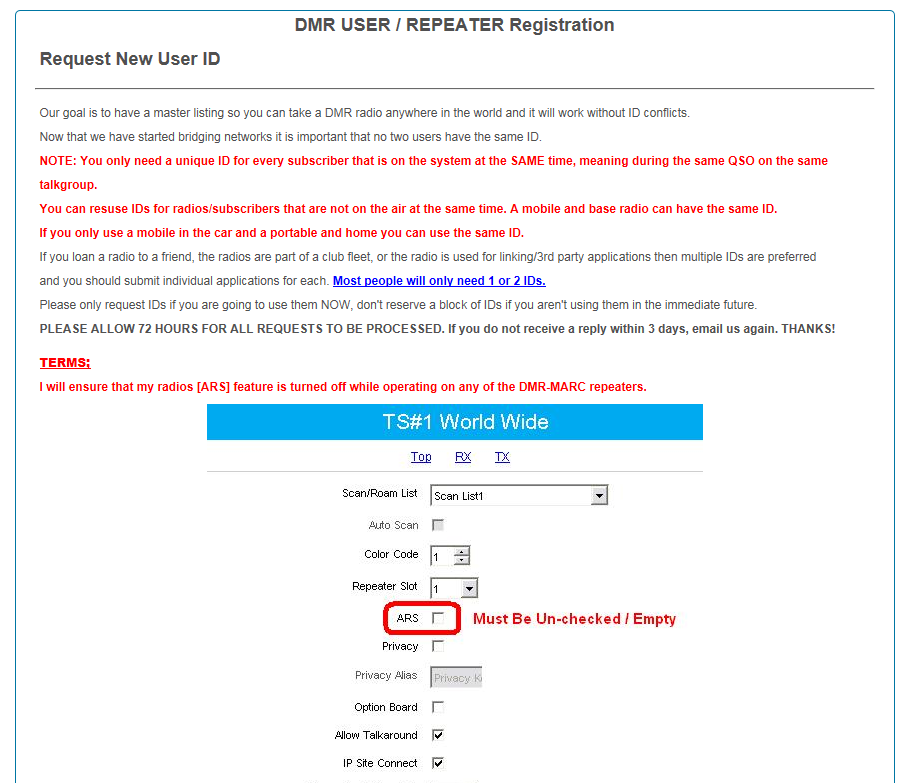 DMR USER / REPEATER Registration
Request New User ID
Our goal is to have a master listing so you can take a DMR radio anywhere in the world and it will work without ID conflicts.
Now that we have started bridging networks it is important that no two users have the same ID.
NOTE: You only need a unique ID for every subscriber that is on the system at the SAME time, meaning during the same QSO on the same
talkgroup.
You can resuse IDs for radios/subscribers that are not on the air at the same time. A mobile and base radio can have the same ID.
If you only use a mobile in the car and a portable and home you can use the same ID.
If you loan a radio to a friend, the radios are part of a club fleet, or the radio is used for linking/3rd party applications then multiple IDs are preferred
and you should submit individual applications for each. Most people will only need 1 or 2 IDs.
Please only request IDs if you are going to use them NOW, don't reserve a block of IDs if you aren't using them in the immediate future.
PLEASE ALLOW 72 HOURS FOR ALL REQUESTS TO BE PROCESSED. If you do not receive a reply within 3 days, email us again. THANKS!
TERMS:
I will ensure that my radios [ARS] feature is turned off while operating on any of the DMR-MARC repeaters.
TS#1 World Wide
Top RX TX
Scan/Roam List Scan List1
Auto Scan
Color Code 1
Repeater Slot 1
ARS Must Be Un-checked / Empty
Privacy
Privacy Alias Privacy K
Option Board
Allow Talkaround
IP Site Connect